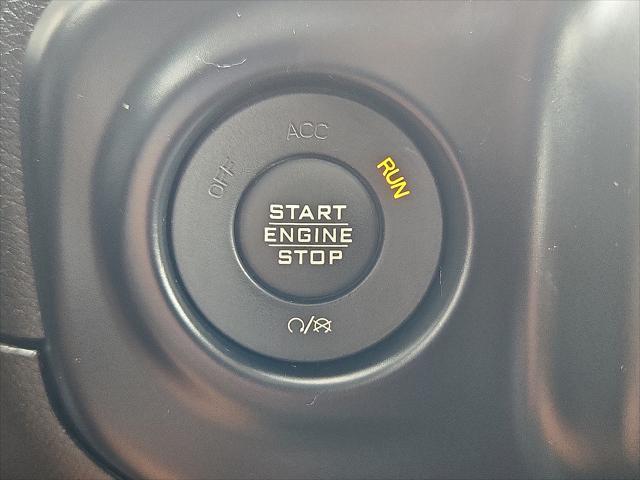 ACC
OFF
RUN
START
ENGINE
STOP